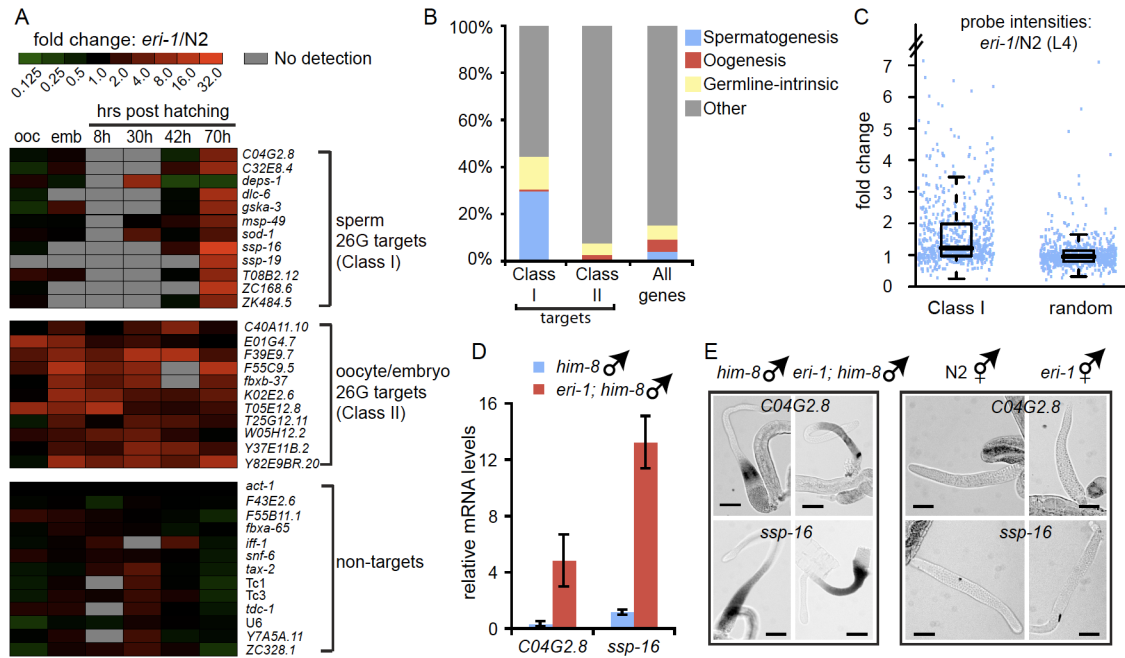 A
fold change: eri-1/N2
0.125 0.25 0.5 1.0 2.0 4.0 8.0 16.0 32.0
No detection
hrs post hatching
ooc emb 8h 30h 42h 70h
C04G2.8
C32E8.4
deps-1
dlc-6
gska-3
msp-49
sod-1
ssp-16
ssp-19
T08B2.12
ZC168.6
ZK484.5
sperm
26G targets
(Class I)
C40A11.10
E01G4.7
F39E9.7
F55C9.5
fbxb-37
K02E2.6
T05E12.8
T25G12.11
W05H12.2
Y37E11B.2
Y82E9BR.20
oocyte/embryo
26G targets
(Class II)
act-1
F43E2.6
F55B11.1
fbxa-65
iff-1
snf-6
tax-2
Tc1
Tc3
tdc-1
U6
Y7A5A.11
ZC328.1
non-targets
B
100%
80%
60%
40%
20%
0%
Class I
Class II
All genes
targets
Spermatogenesis
Oogenesis
Germline-intrinsic
Other
C
probe intensities:
eri-1/N2 (L4)
fold change
7
6
5
4
3
2
1
0
Class I random
D
him-8 ♂
eri-1; him-8 ♂
relative mRNA levels
16
12
8
4
0
C04G2.8 ssp-16
E
him-8 ♂ eri-1; him-8 ♂ N2 eri-1
C04G2.8 C04G2.8
ssp-16 ssp-16